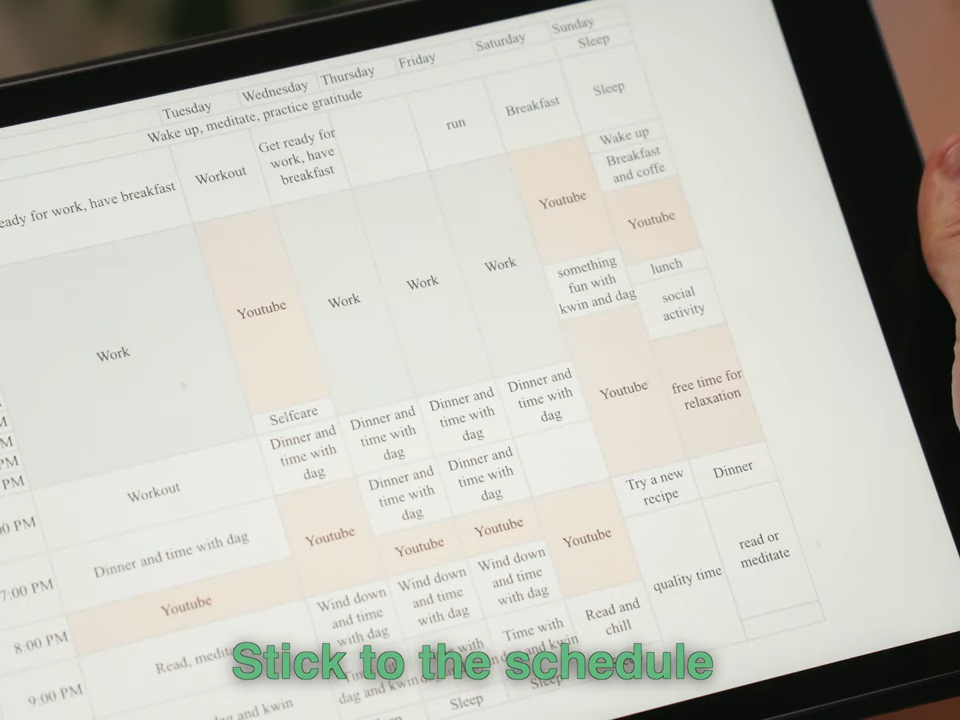 Tuesday Wednesday Thursday Friday Saturday Sunday
Wake up, meditate, practice gratitude Sleep
ready for work, have breakfast
Workout
Get ready for
work, have
breakfast
run
Breakfast
Sleep
Wake up
Breakfast
and coffe
Work
Youtube
Work
Work
Work
Youtube
Youtube
something
fun with
kwin and dag
lunch
social
activity
Youtube
free time for
relaxation
Selfcare
Dinner and
time with
dag
Dinner and
time with
dag
Dinner and
time with
dag
Dinner and
time with
dag
PM
PM
Workout
Dinner and
time with
dag
Dinner and
time with
dag
Try a new
recipe
Dinner
7:00 PM
Dinner and time with dag
Youtube
Youtube
Youtube
Youtube
quality time
read or
meditate
8:00 PM
Youtube
Wind down
and time
with dag
Wind down
and time
with dag
Wind down
and time
with dag
Read and
chill
9:00 PM
Read,
Time with
dag and kwin
Sleep
Sleep
Stick to the schedule